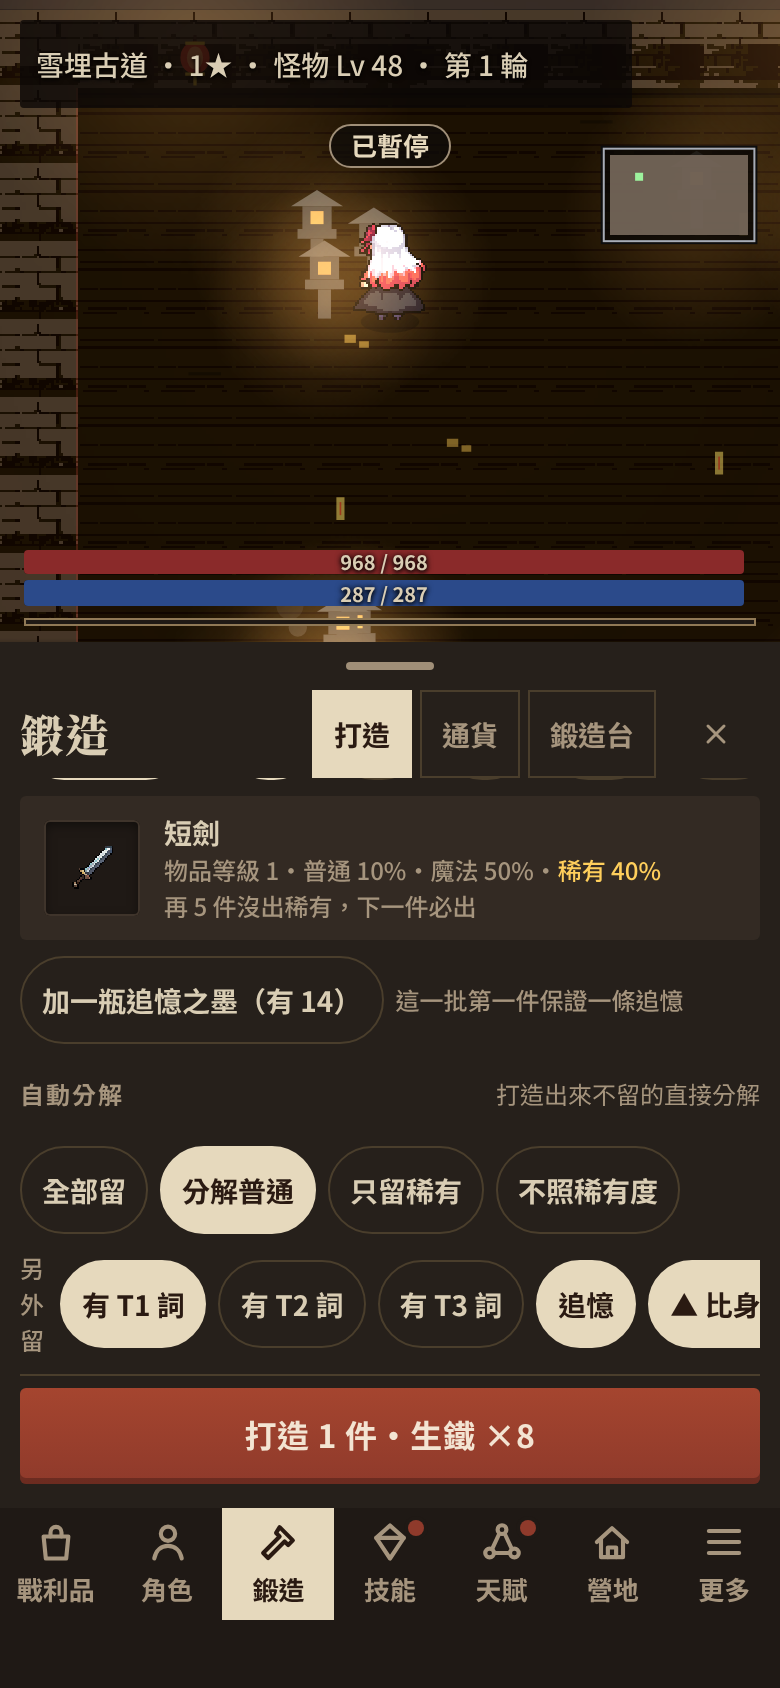 雪埋古道 • 1★ • 怪物 Lv 48 • 第 1 輪
已暫停
968 / 968
287 / 287
鍛造
打造
通貨
鍛造台
×
短劍
物品等級 1•普通 10%•魔法 50%•稀有 40%
再 5 件沒出稀有，下一件必出
加一瓶追憶之墨（有 14）
這一批第一件保證一條追憶
自動分解
打造出來不留的直接分解
全部留
分解普通
只留稀有
不照稀有度
另外留
有 T1 詞
有 T2 詞
有 T3 詞
追憶
▲ 比身
打造 1 件•生鐵 ×8
戰利品
角色
鍛造
技能
天賦
營地
更多